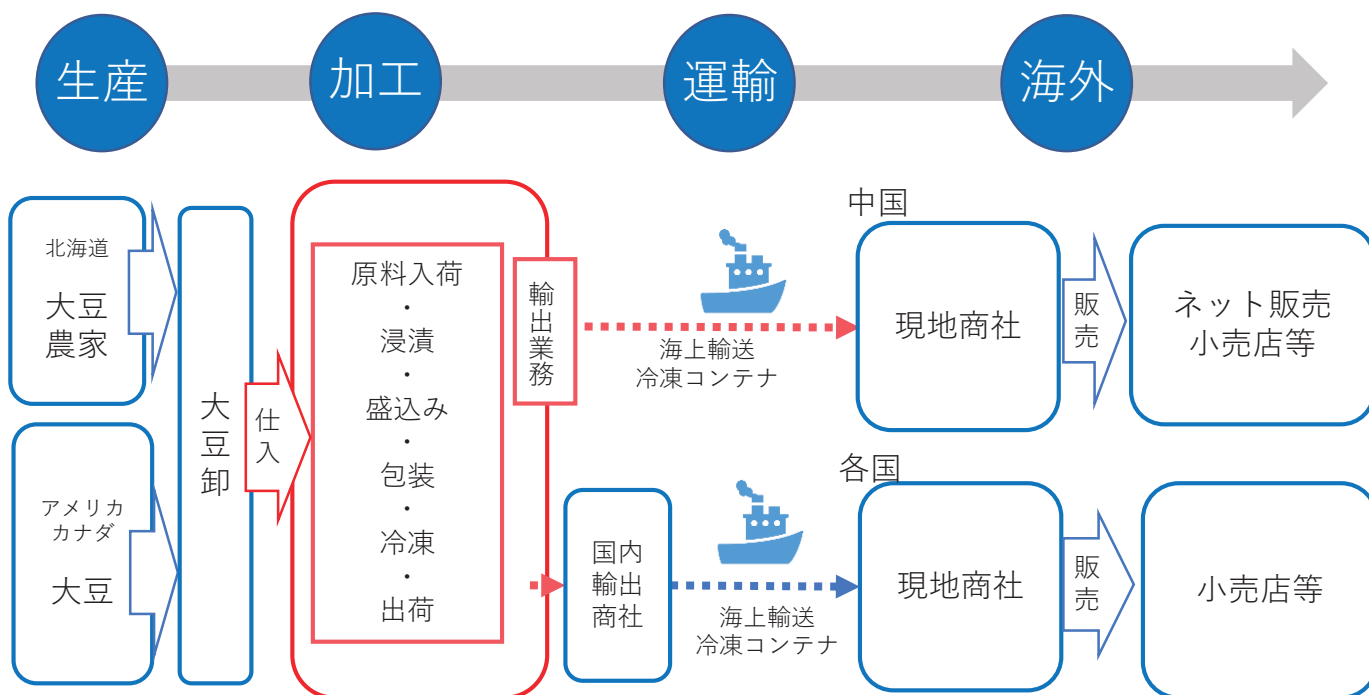 生産
加工
運輸
海外
北海道
大豆
農家
アメリカ
カナダ
大豆
大豆卸
仕入
原料入荷
・
浸漬
・
盛込み
・
包装
・
冷凍
・
出荷
輸出業務
国内
輸出
商社
海上輸送
冷凍コンテナ
中国
現地商社
販売
ネット販売
小売店等
海上輸送
冷凍コンテナ
各国
現地商社
販売
小売店等